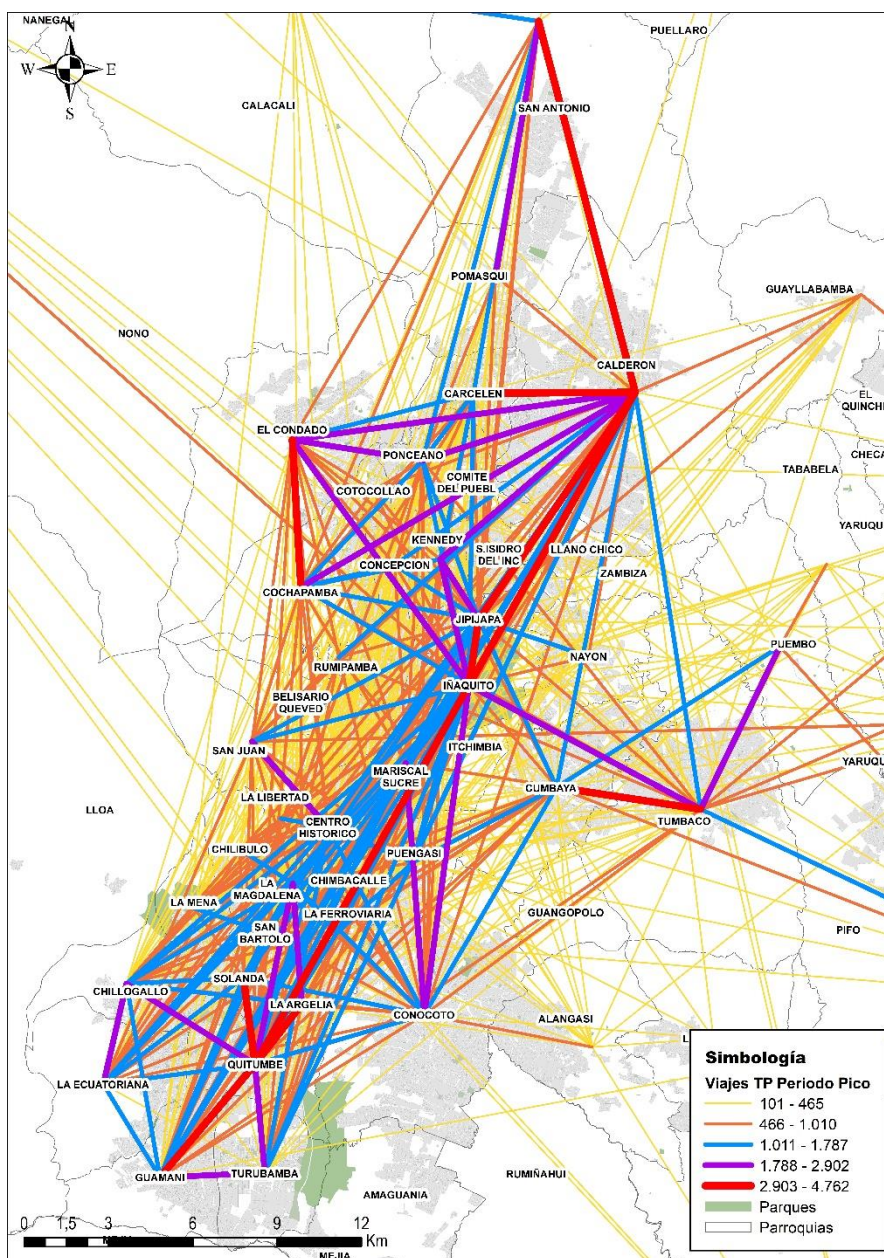 NANEGAL
PUELLARO
N
W E
S
CALACALI
SAN ANTONIO
POMASQUI
GUAYLLABAMBA
NONO
CALDERON
CARCELEN
EL
QUINCHE
EL CONDADO
PONCEANO
CHECA
TABABELA
COTOCOLLAO
COMITE
DEL PUEBL
YARUQU
KENNEDY
S.ISIDRO
DEL INC
LLANO CHICO
CONCEPCION
ZAMBIZA
COCHAPAMBA
JIPIJAPA
PUEMBO
NAYON
RUMIPAMBA
IÑAQUITO
BELISARIO
QUEVED
SAN JUAN
ITCHIMBIA
MARISCAL
SUCRE
YARUQU
CUMBAYA
LA LIBERTAD
LLOA
CENTRO
HISTORICO
TUMBACO
CHILIBULO
PUENGASI
LA
MAGDALENA
CHIMBACALLE
LA MENA
LA FERROVIARIA
GUANGOPOLO
PIFO
SAN
BARTOLO
SOLANDA
CHILLOGALLO
LA ARGELIA
CONOCOTO
ALANGASI
L
QUITUMBE
LA ECUATORIANA
GUAMANI
TURUBAMBA
RUMIÑAHUI
AMAGUANIA
MEJIA
0 1,5 3 6 9 12
Km
Simbología
Viajes TP Periodo Pico
101 - 465
466 - 1.010
1.011 - 1.787
1.788 - 2.902
2.903 - 4.762
Parques
Parroquias